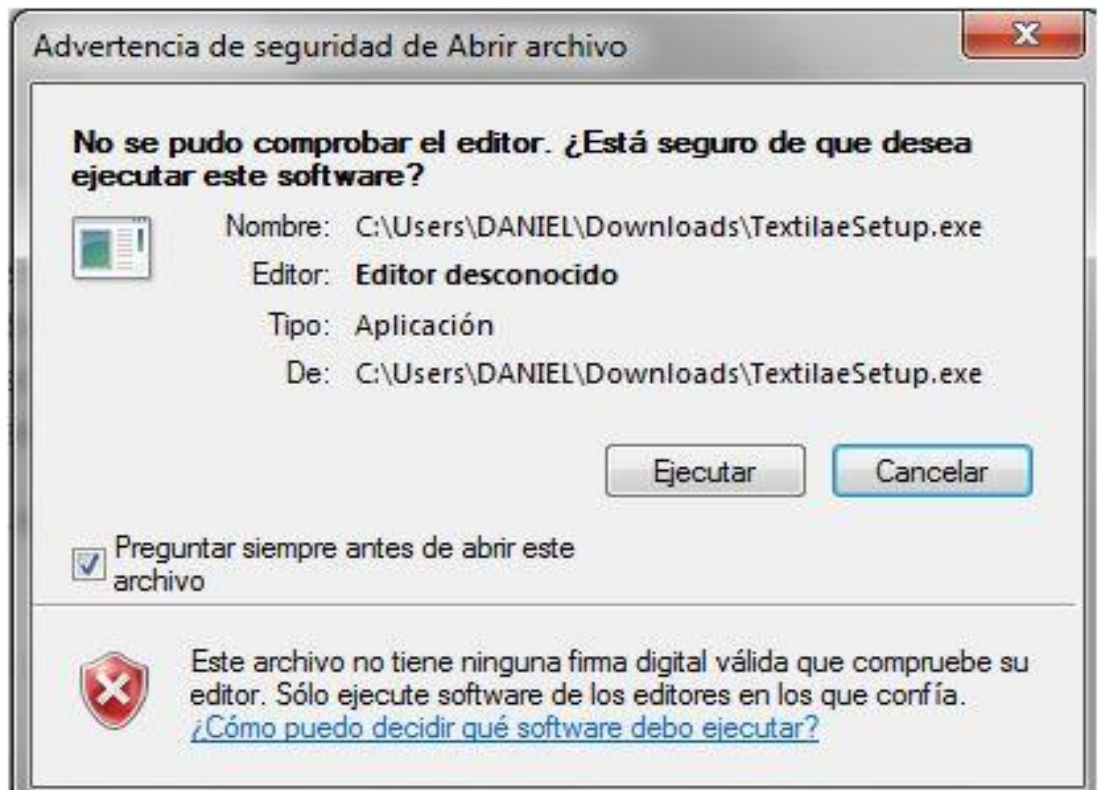 Advertencia de seguridad de Abrir archivo
No se pudo comprobar el editor. ¿Está seguro de que desea
ejecutar este software?
Nombre: C:\Users\DANIEL\Downloads\TextilaeSetup.exe
Editor: Editor desconocido
Tipo: Aplicación
De: C:\Users\DANIEL\Downloads\TextilaeSetup.exe
Ejecutar Cancelar
Preguntar siempre antes de abrir este
archivo
Este archivo no tiene ninguna firma digital válida que compruebe su
editor. Sólo ejecute software de los editores en los que confía.
¿Cómo puedo decidir qué software debo ejecutar?